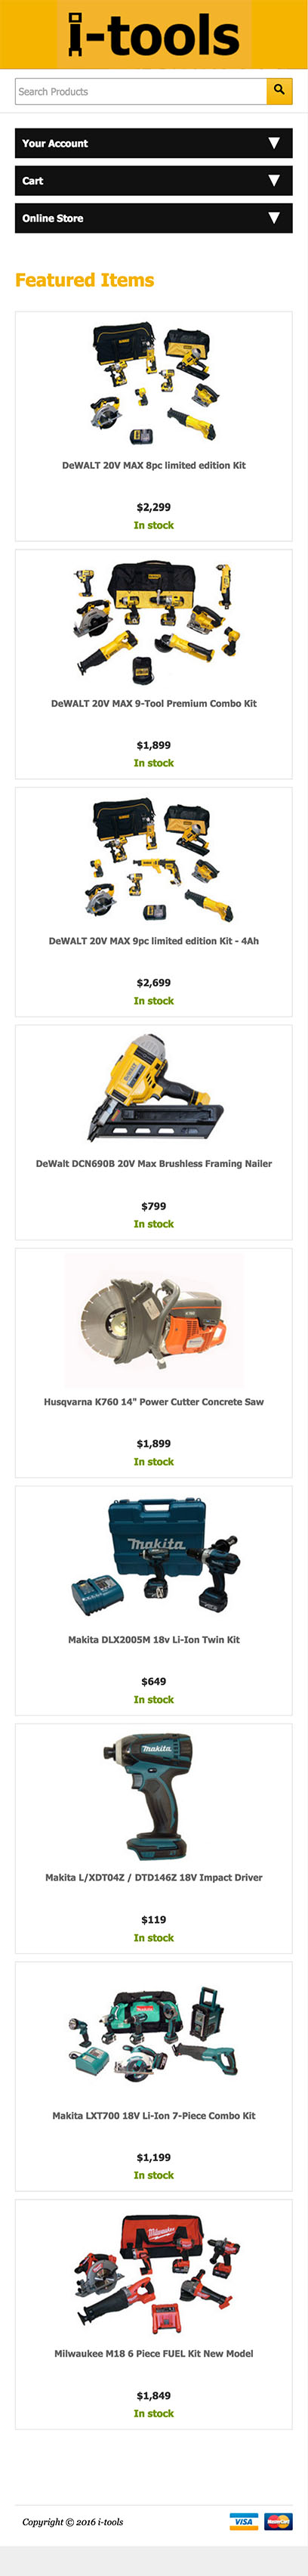 i-tools
Search Products
Your Account
Cart
Online Store
Featured Items
DeWALT 20V MAX 8pc limited edition Kit
$2,299
In stock
DeWALT 20V MAX 9-Tool Premium Combo Kit
$1,899
In stock
DeWALT 20V MAX 9pc limited edition Kit - 4Ah
$2,699
In stock
DeWalt DCN690B 20V Max Brushless Framing Nailer
$799
In stock
Husqvarna K760 14" Power Cutter Concrete Saw
$1,899
In stock
makita
Makita DLX2005M 18v Li-Ion Twin Kit
$649
In stock
makita
Makita L/XDT04Z / DTD146Z 18V Impact Driver
$119
In stock
Makita LXT700 18V Li-Ion 7-Piece Combo Kit
$1,199
In stock
Milwaukee
Milwaukee M18 6 Piece FUEL Kit New Model
$1,849
In stock
Copyright © 2016 i-tools
VISA
MasterCard